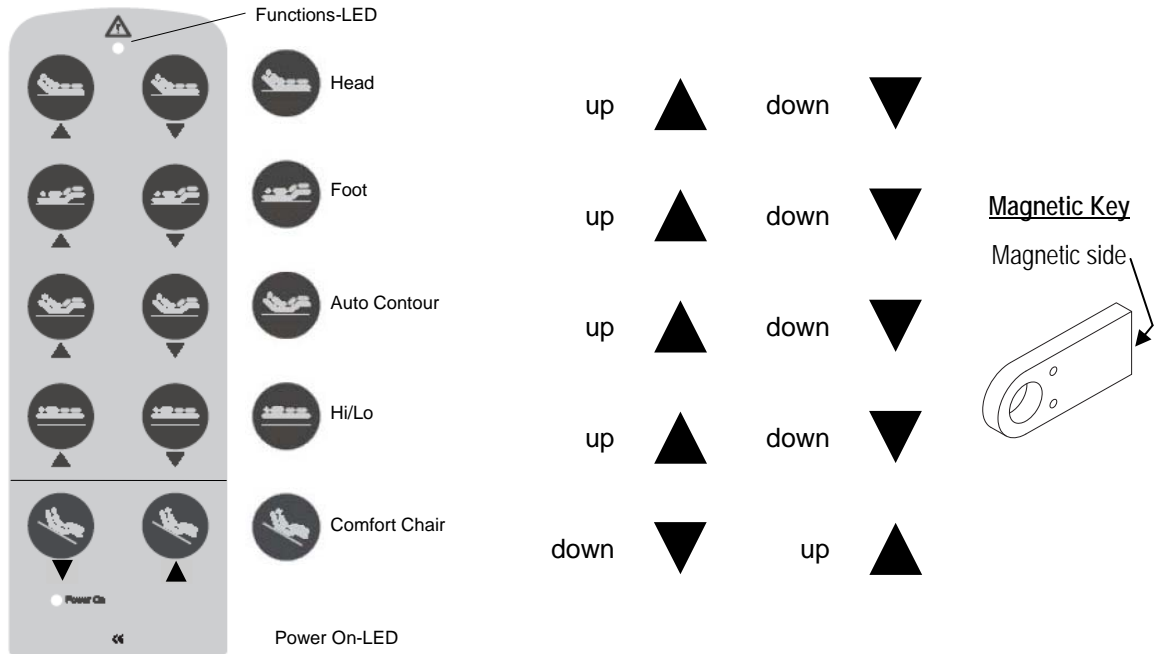 Functions-LED
Head
up down
Foot
up down
Magnetic Key
Magnetic side
Auto Contour
up down
Hi/Lo
up down
Comfort Chair
down up
Power On
Power On-LED